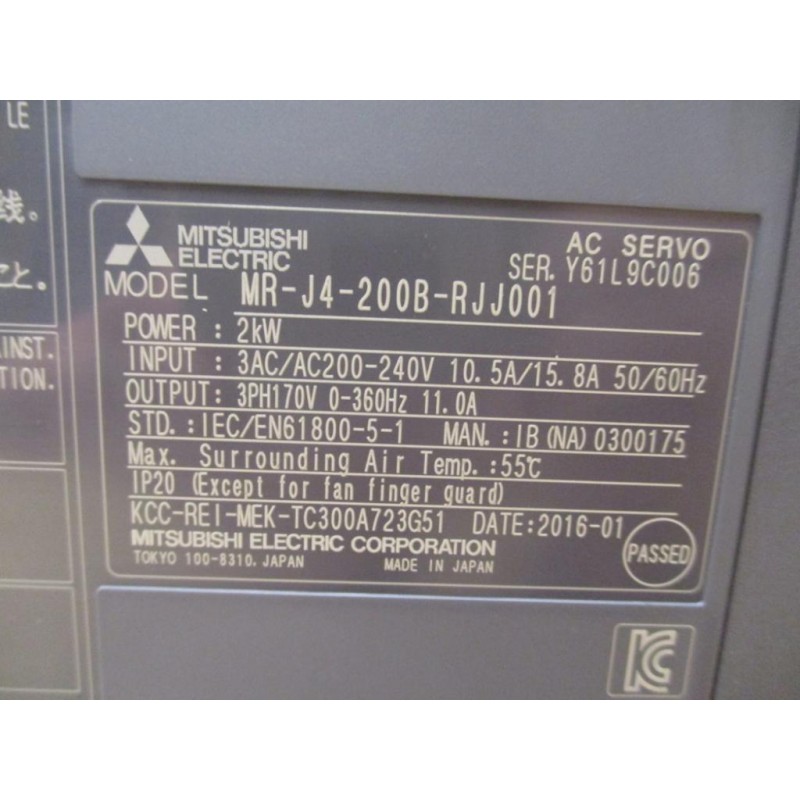 LE
线。
こと。
INST.
TION.
MITSUBISHI
ELECTRIC
AC SERVO
SER. Y61L9C006
MODEL MR-J4-200B-RJJ001
POWER : 2kW
INPUT : 3AC/AC200-240V 10.5A/15.8A 50/60Hz
OUTPUT: 3PH170V 0-360Hz 11.0A
STD.: IEC/EN61800-5-1 MAN.: IB(NA)0300175
Max. Surrounding Air Temp.:55℃
IP20 (Except for fan finger guard)
KCC-REI-MEK-TC300A723G51 DATE:2016-01
MITSUBISHI ELECTRIC CORPORATION
TOKYO 100-8310, JAPAN MADE IN JAPAN
PASSED
KC